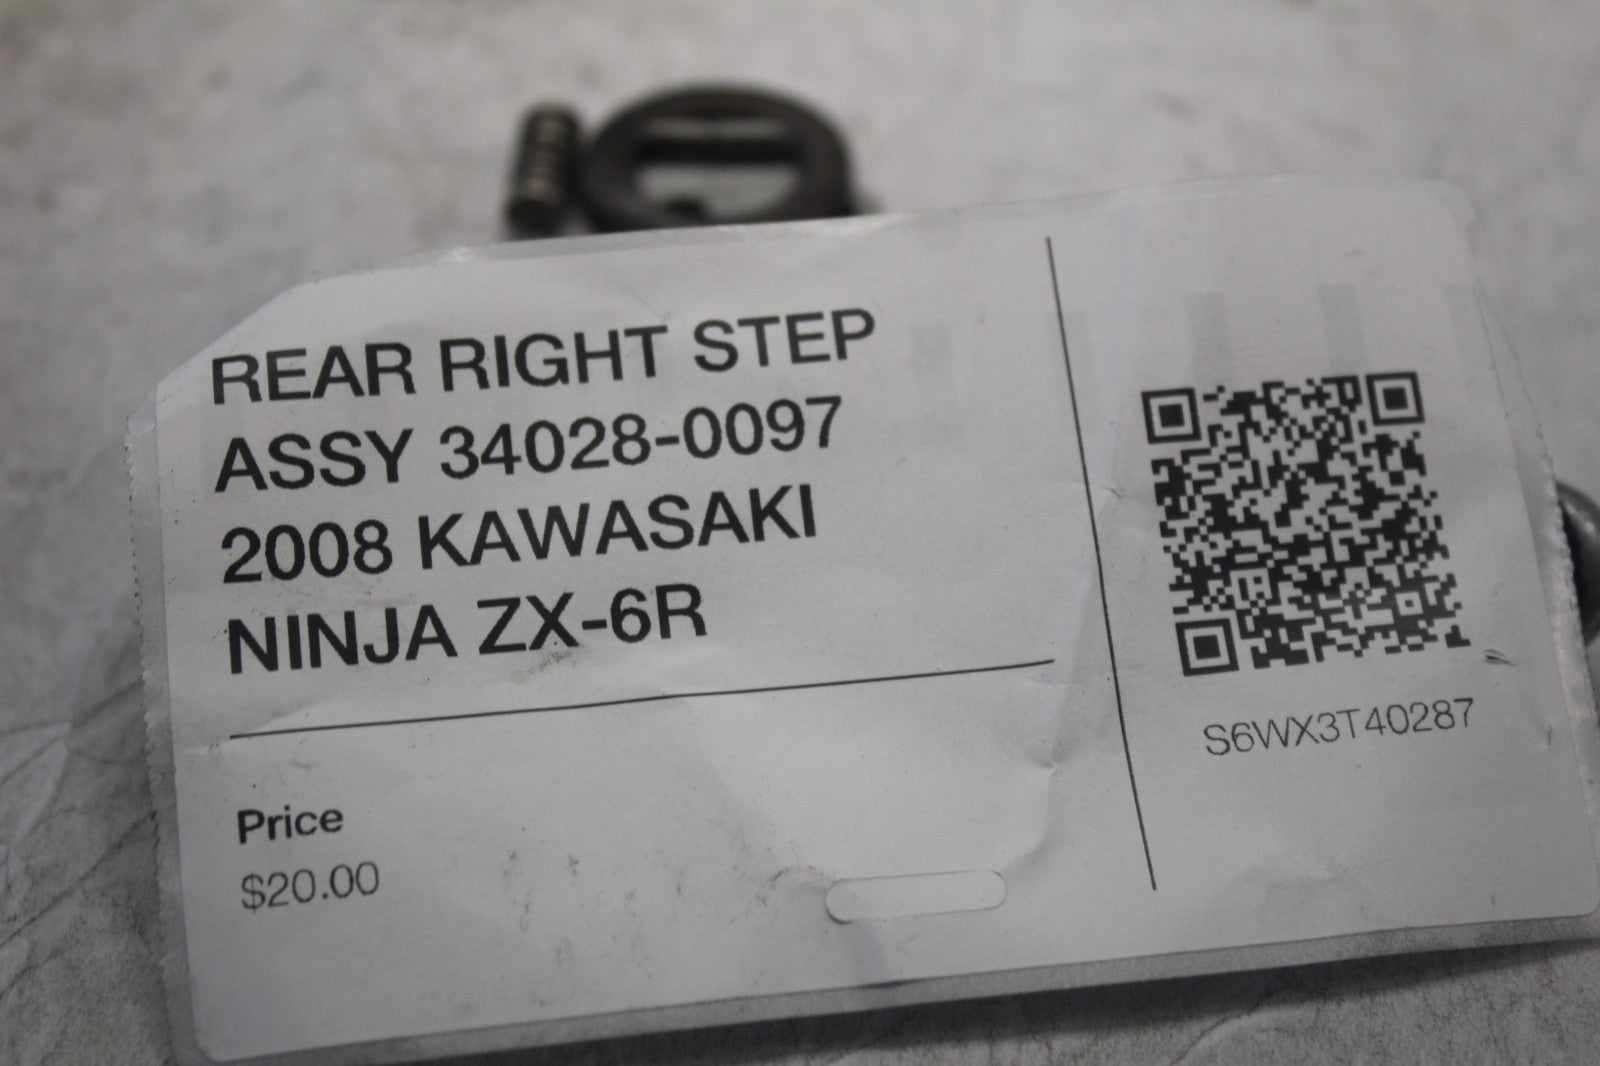 REAR RIGHT STEP
ASSY 34028-0097
2008 KAWASAKI
NINJA ZX-6R
Price
$20.00
S6WX3T40287